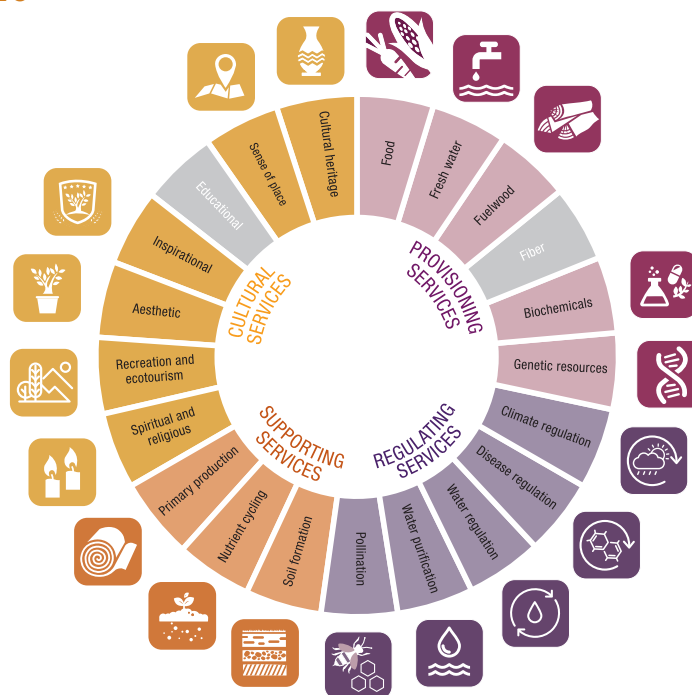 Cultural heritage
Food
Fresh water
Fuelwood
Fiber
Biochemicals
Genetic resources
Climate regulation
Disease regulation
Water regulation
Water purification
Pollination
Soil formation
Nutrient cycling
Primary production
Spiritual and
religious
Recreation and
ecotourism
Aesthetic
Inspirational
Educational
Sense of place
CULTURAL
SERVICES
PROVISIONING
SERVICES
REGULATING
SERVICES
SUPPORTING
SERVICES